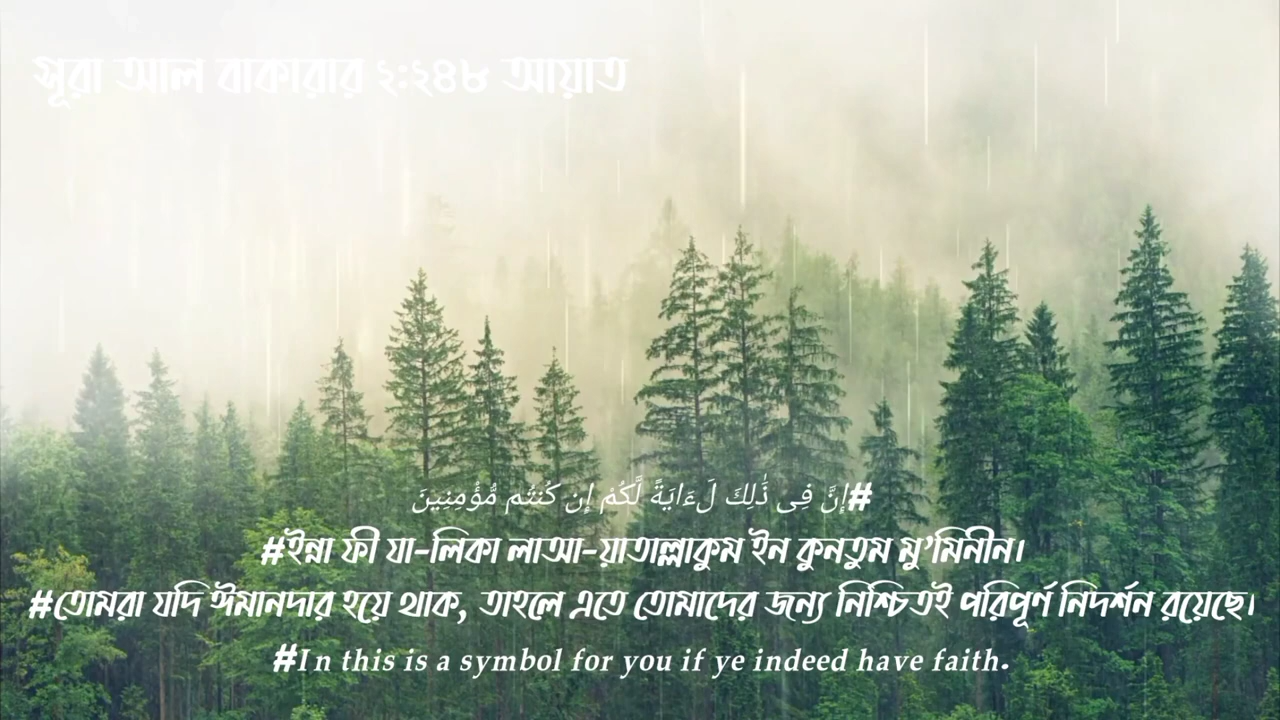 সূরা আল বাকারার ২:২৪৮ আয়াত
#إِنَّ فِى ذَٰلِكَ لَـَٔايَةً لَّكُمْ إِن كُنتُم مُّؤْمِنِينَ
#ইন্না ফী যা-লিকা লাআ-য়াতাল্লাকুম ইন কুনতুম মু’মিনীন।
#তোমরা যদি ঈমানদার হয়ে থাক, তাহলে এতে তোমাদের জন্য নিশ্চিতই পরিপূর্ণ নিদর্শন রয়েছে।
#In this is a symbol for you if ye indeed have faith.